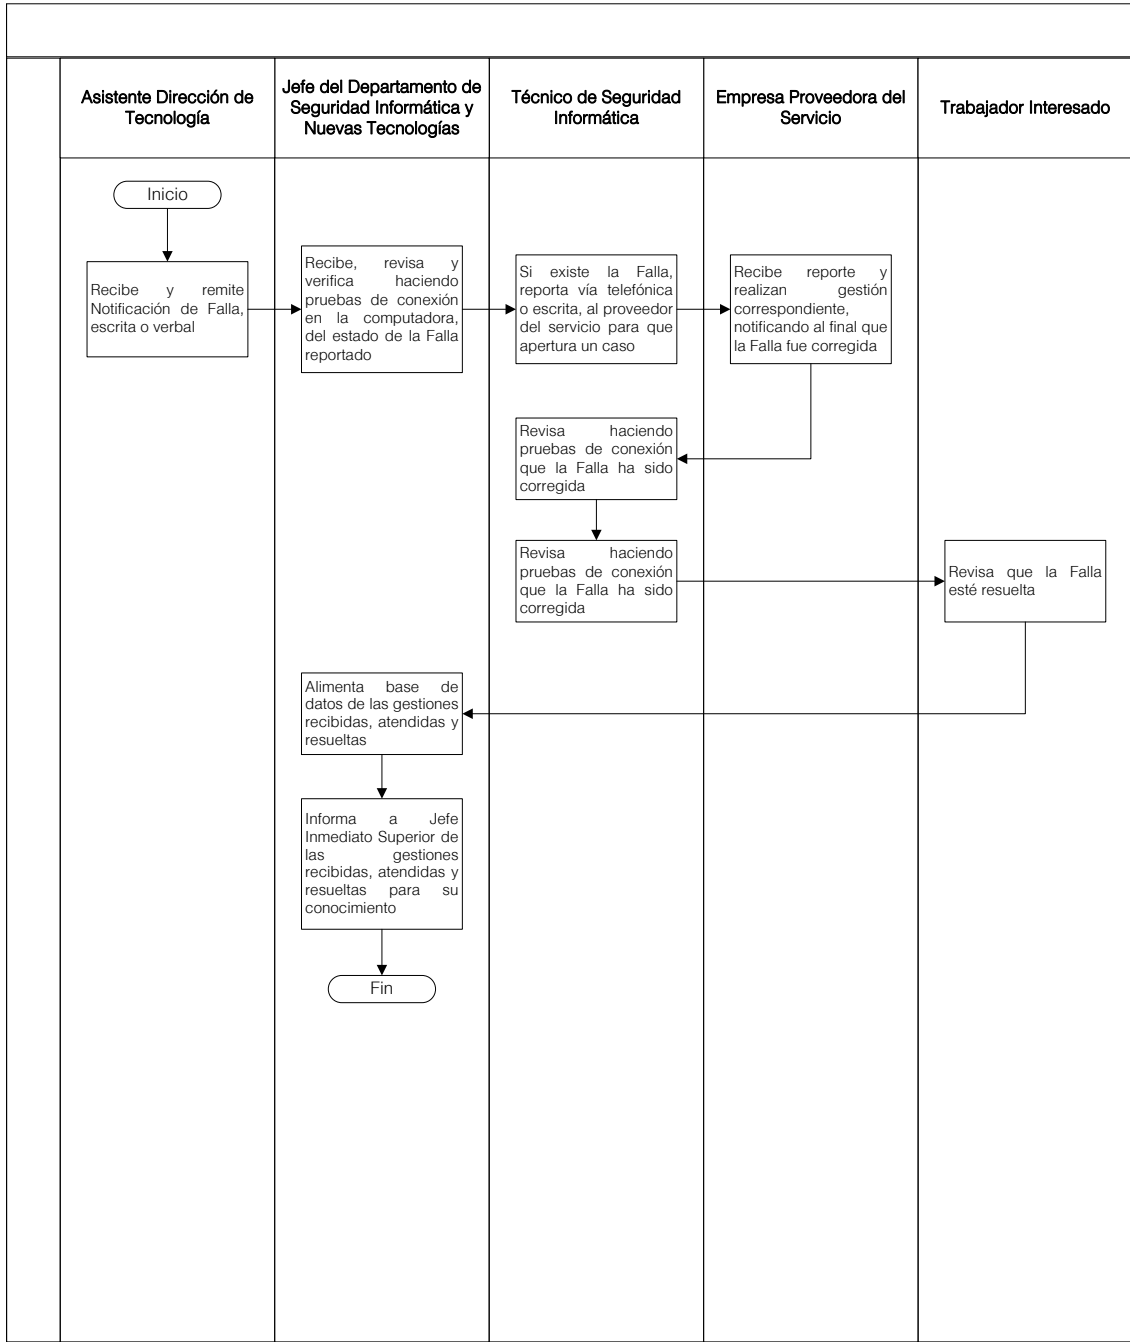 Asistente Dirección de
Tecnología
Jefe del Departamento de
Seguridad Informática y
Nuevas Tecnologías
Técnico de Seguridad
Informática
Empresa Proveedora del
Servicio
Trabajador Interesado
Inicio
Recibe y remite
Notificación de Falla,
escrita o verbal
Recibe, revisa y
verifica haciendo
pruebas de conexión
en la computadora,
del estado de la Falla
reportado
Si existe la Falla,
reporta vía telefónica
o escrita, al proveedor
del servicio para que
apertura un caso
Recibe reporte y
realizan gestión
correspondiente,
notificando al final que
la Falla fue corregida
Revisa haciendo
pruebas de conexión
que la Falla ha sido
corregida
Revisa haciendo
pruebas de conexión
que la Falla ha sido
corregida
Revisa que la Falla
esté resuelta
Alimenta base de
datos de las gestiones
recibidas, atendidas y
resueltas
Informa a Jefe
Inmediato Superior de
las gestiones
recibidas, atendidas y
resueltas para su
conocimiento
Fin